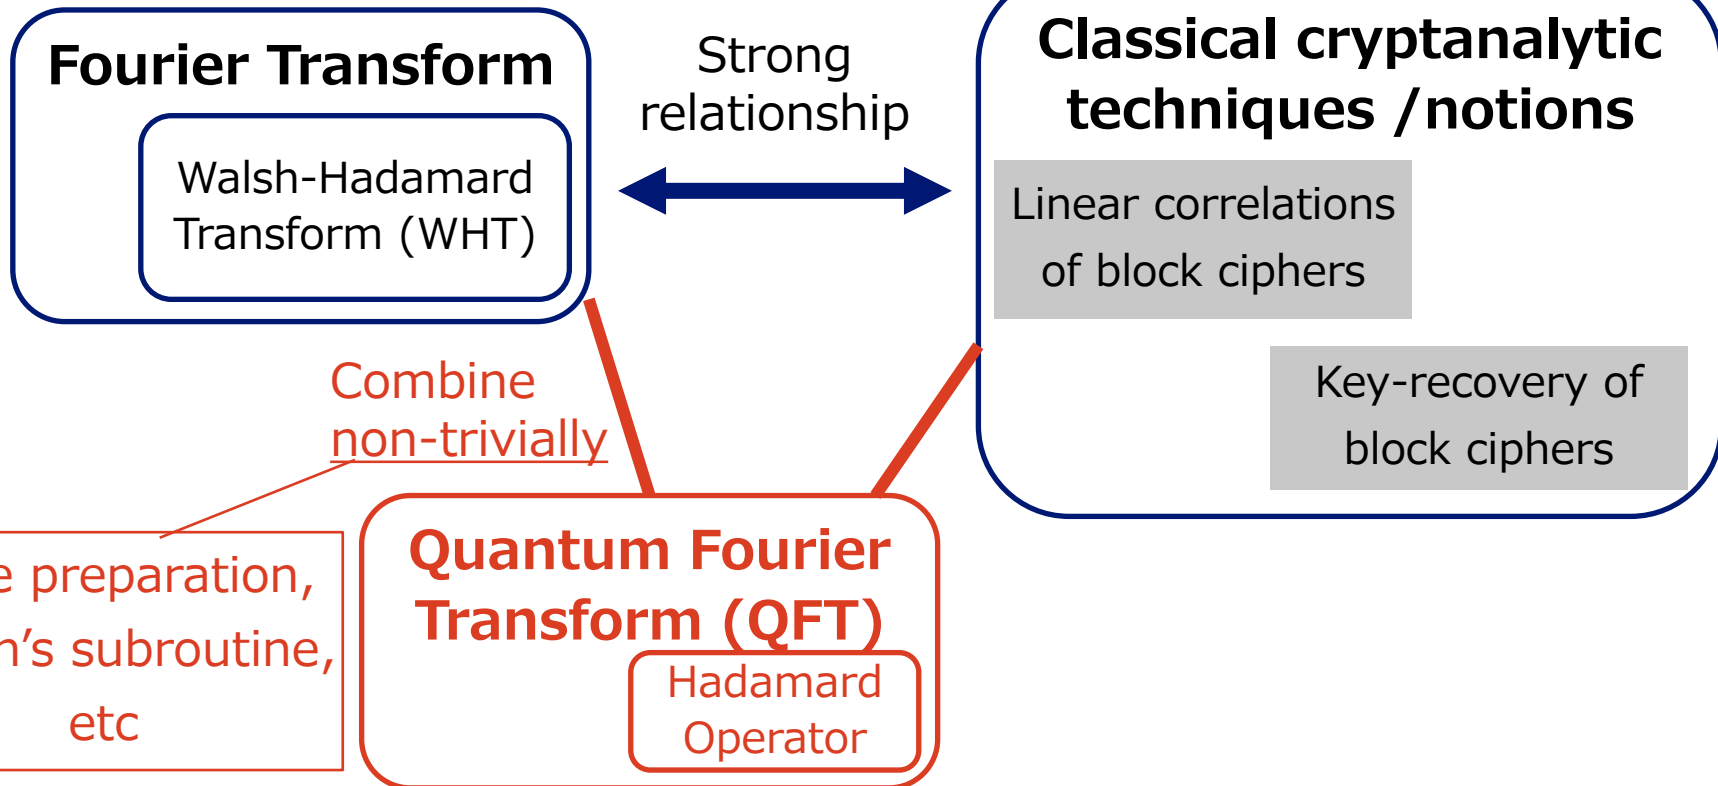 Fourier Transform
Walsh-Hadamard
Transform (WHT)
Strong
relationship
Classical cryptanalytic
techniques /notions
Linear correlations
of block ciphers
Key-recovery of
block ciphers
Combine
non-trivially
preparation,
subroutine,
etc
Quantum Fourier
Transform (QFT)
Hadamard
Operator